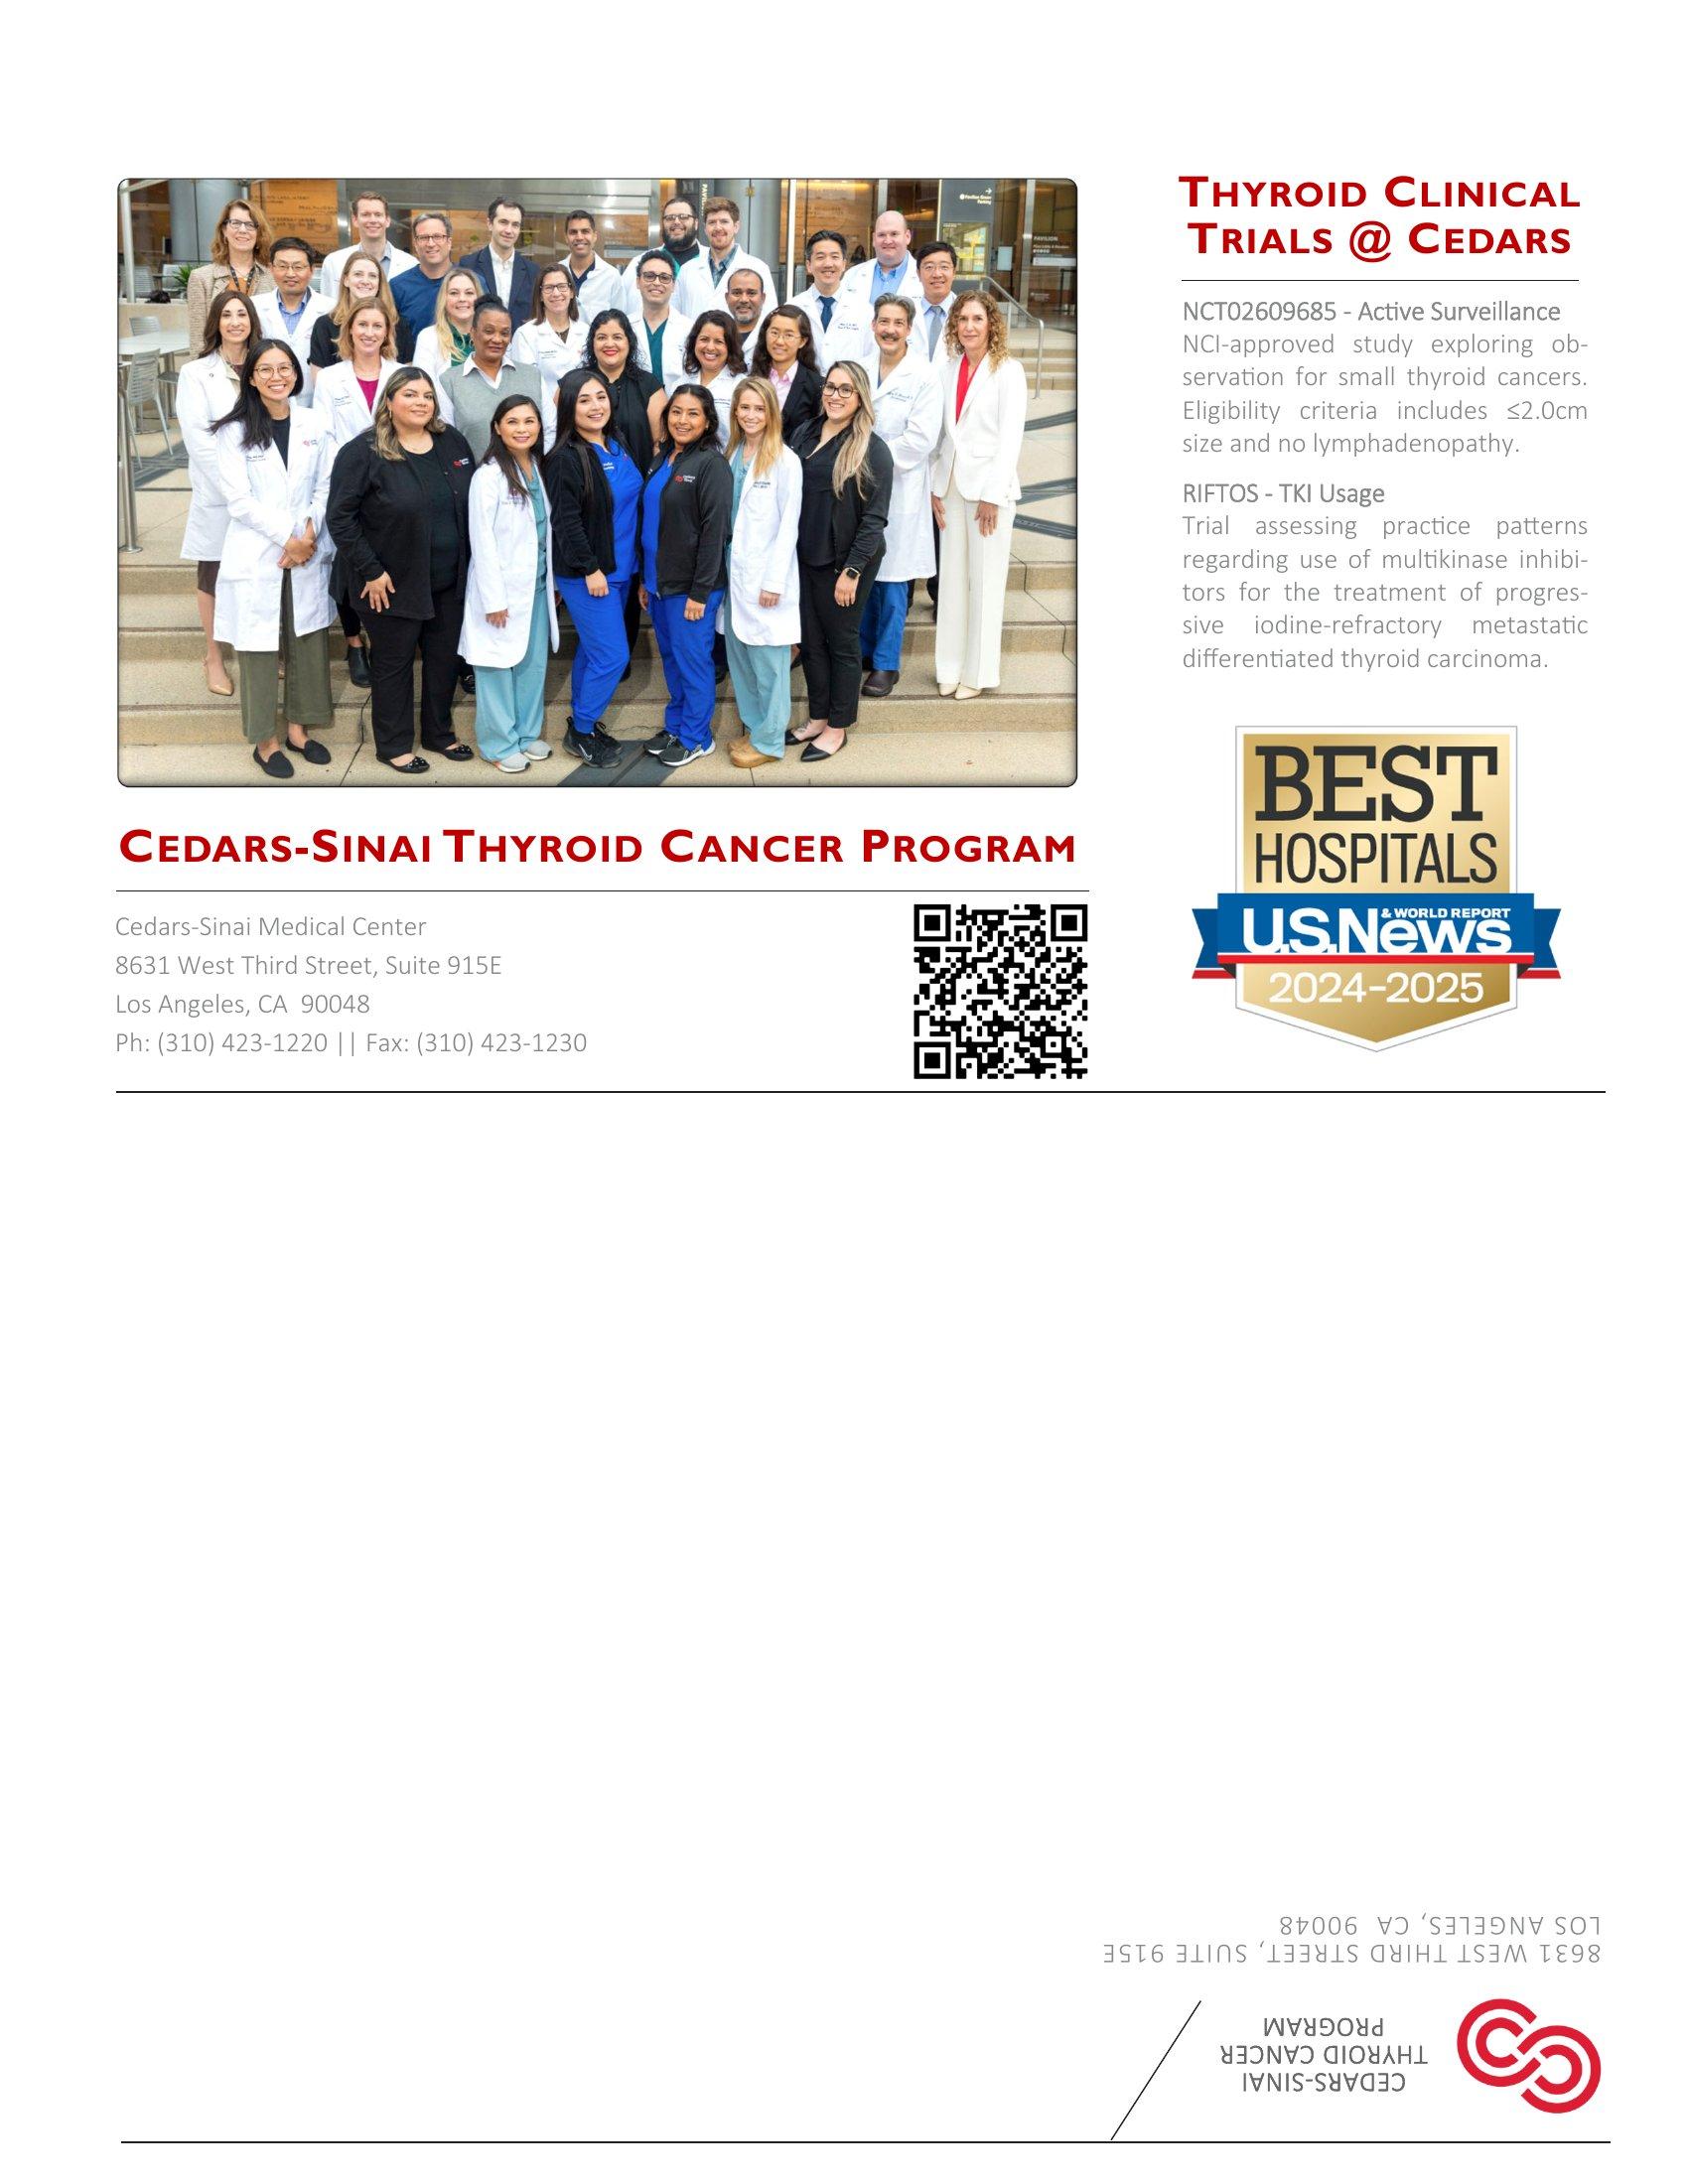 THYROID CLINICAL
TRIALS @ CEDARS
NCT02609685 - Active Surveillance
NCI-approved study exploring ob-
servation for small thyroid cancers.
Eligibility criteria includes ≤2.0cm
size and no lymphadenopathy.
RIFTOS - TKI Usage
Trial assessing practice patterns
regarding use of multikinase inhibi-
tors for the treatment of progres-
sive iodine-refractory metastatic
differentiated thyroid carcinoma.
BEST
HOSPITALS
U.S.News
& WORLD REPORT
2024-2025
CEDARS-SINAI THYROID CANCER PROGRAM
Cedars-Sinai Medical Center
8631 West Third Street, Suite 915E
Los Angeles, CA  90048
Ph: (310) 423-1220 || Fax: (310) 423-1230
CEDARS-SINAI
THYROID CANCER
PROGRAM
8631 WEST THIRD STREET, SUITE 915E
LOS ANGELES, CA  90048